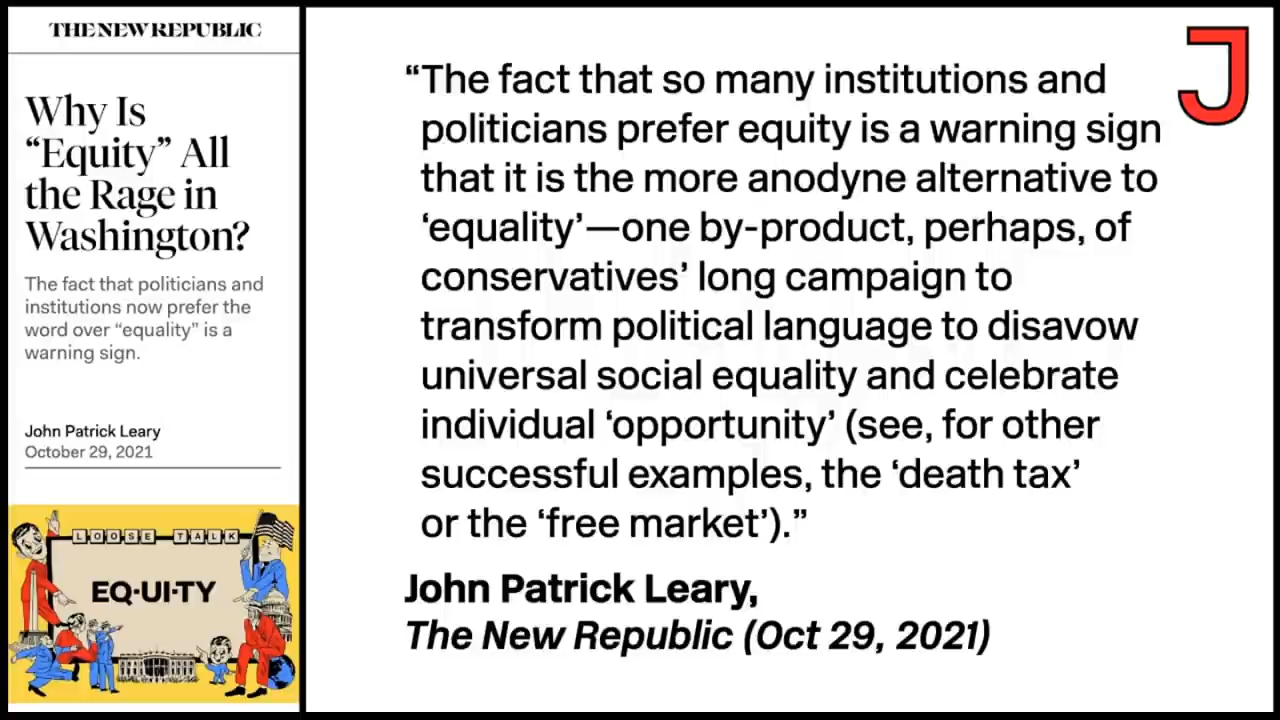 THE NEW REPUBLIC
Why Is
“Equity” All
the Rage in
Washington?
The fact that politicians and
institutions now prefer the
word over “equality” is a
warning sign.
John Patrick Leary
October 29, 2021
LOOSE TALK
EQ·UI·TY
“The fact that so many institutions and
politicians prefer equity is a warning sign
that it is the more anodyne alternative to
‘equality’—one by-product, perhaps, of
conservatives’ long campaign to
transform political language to disavow
universal social equality and celebrate
individual ‘opportunity’ (see, for other
successful examples, the ‘death tax’
or the ‘free market’).”
John Patrick Leary,
The New Republic (Oct 29, 2021)
J